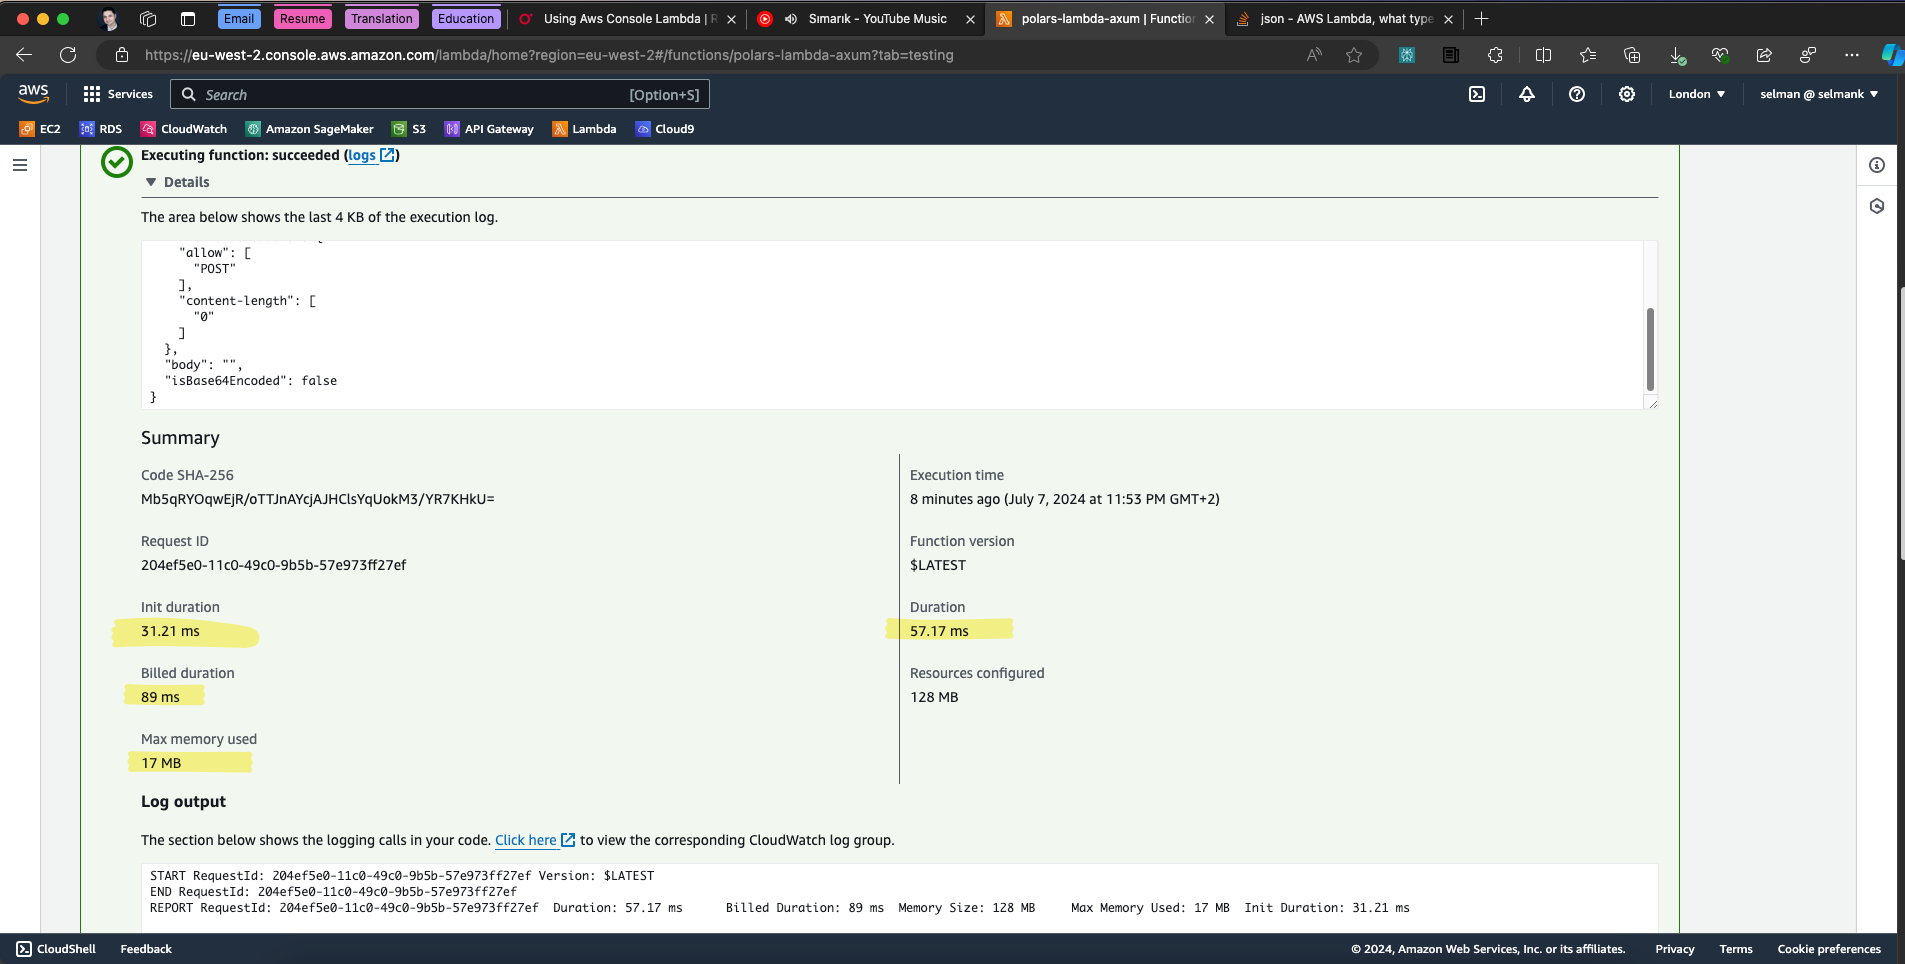 Email
Resume
Translation
Education
Using Aws Console Lambda | R
Sımarık - YouTube Music
polars-lambda-axum | Function
json - AWS Lambda, what type
https://eu-west-2.console.aws.amazon.com/lambda/home?region=eu-west-2#/functions/polars-lambda-axum?tab=testing
aws
Services
Search
[Option+S]
London
selman @ selmank
EC2
RDS
CloudWatch
Amazon SageMaker
S3
API Gateway
Lambda
Cloud9
Executing function: succeeded (logs)
Details
The area below shows the last 4 KB of the execution log.
"allow": [
"POST"
],
"content-length": [
"0"
]
},
"body": "",
"isBase64Encoded": false
}
Summary
Code SHA-256
Mb5qRYOqwEjR/oTTJnAYcjAJHClsYqUokM3/YR7KHkU=
Execution time
8 minutes ago (July 7, 2024 at 11:53 PM GMT+2)
Request ID
204ef5e0-11c0-49c0-9b5b-57e973ff27ef
Function version
$LATEST
Init duration
31.21 ms
Duration
57.17 ms
Billed duration
89 ms
Resources configured
128 MB
Max memory used
17 MB
Log output
The section below shows the logging calls in your code. Click here to view the corresponding CloudWatch log group.
START RequestId: 204ef5e0-11c0-49c0-9b5b-57e973ff27ef Version: $LATEST
END RequestId: 204ef5e0-11c0-49c0-9b5b-57e973ff27ef
REPORT RequestId: 204ef5e0-11c0-49c0-9b5b-57e973ff27ef Duration: 57.17 ms Billed Duration: 89 ms Memory Size: 128 MB Max Memory Used: 17 MB Init Duration: 31.21 ms
CloudShell
Feedback
© 2024, Amazon Web Services, Inc. or its affiliates.
Privacy
Terms
Cookie preferences